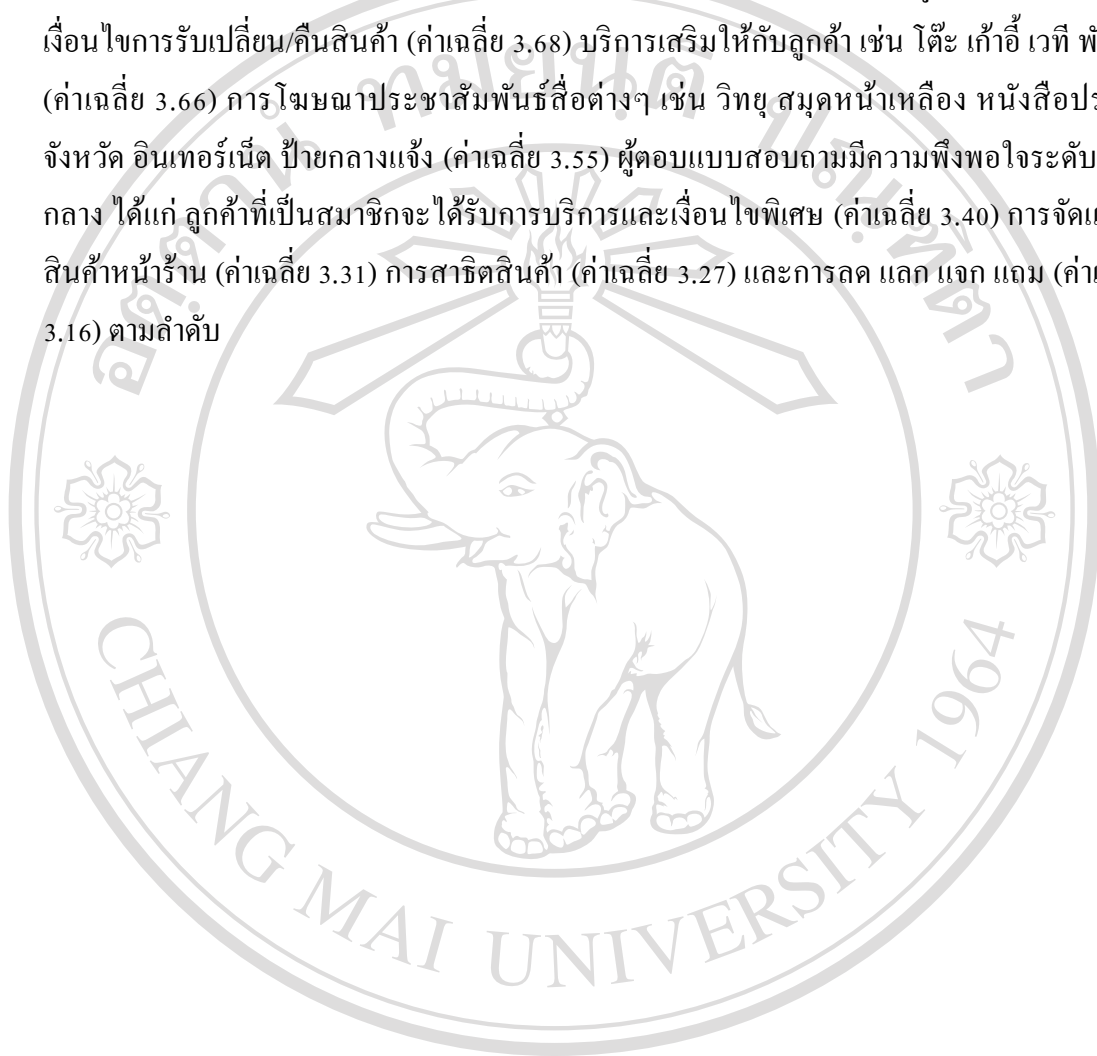 เงื่อนไขการรับเปลี่ยน/คืนสินค้า (ค่าเฉลี่ย 3.68) บริการเสริมให้กับลูกค้า เช่น โต๊ะ เก้าอี้ เวที
(ค่าเฉลี่ย 3.66) การโฆษณาประชาสัมพันธ์สื่อต่างๆ เช่น วิทยุ สมุดหน้าเหลือง
จังหวัด อินเทอร์เน็ต ป้ายกลางแจ้ง (ค่าเฉลี่ย 3.55) ผู้ตอบแบบสอบถามมีความพึงพอใจระดับ
กลาง ได้แก่ ลูกค้าที่เป็นสมาชิกจะได้รับการบริการและเงื่อนไขพิเศษ (ค่าเฉลี่ย 3.40)
สินค้าหน้าร้าน (ค่าเฉลี่ย 3.31) การสาธิตสินค้า (ค่าเฉลี่ย 3.27) และการลด แลก แจก แถม
3.16) ตามลำดับ
CHIANG MAI UNIVERSITY 1964